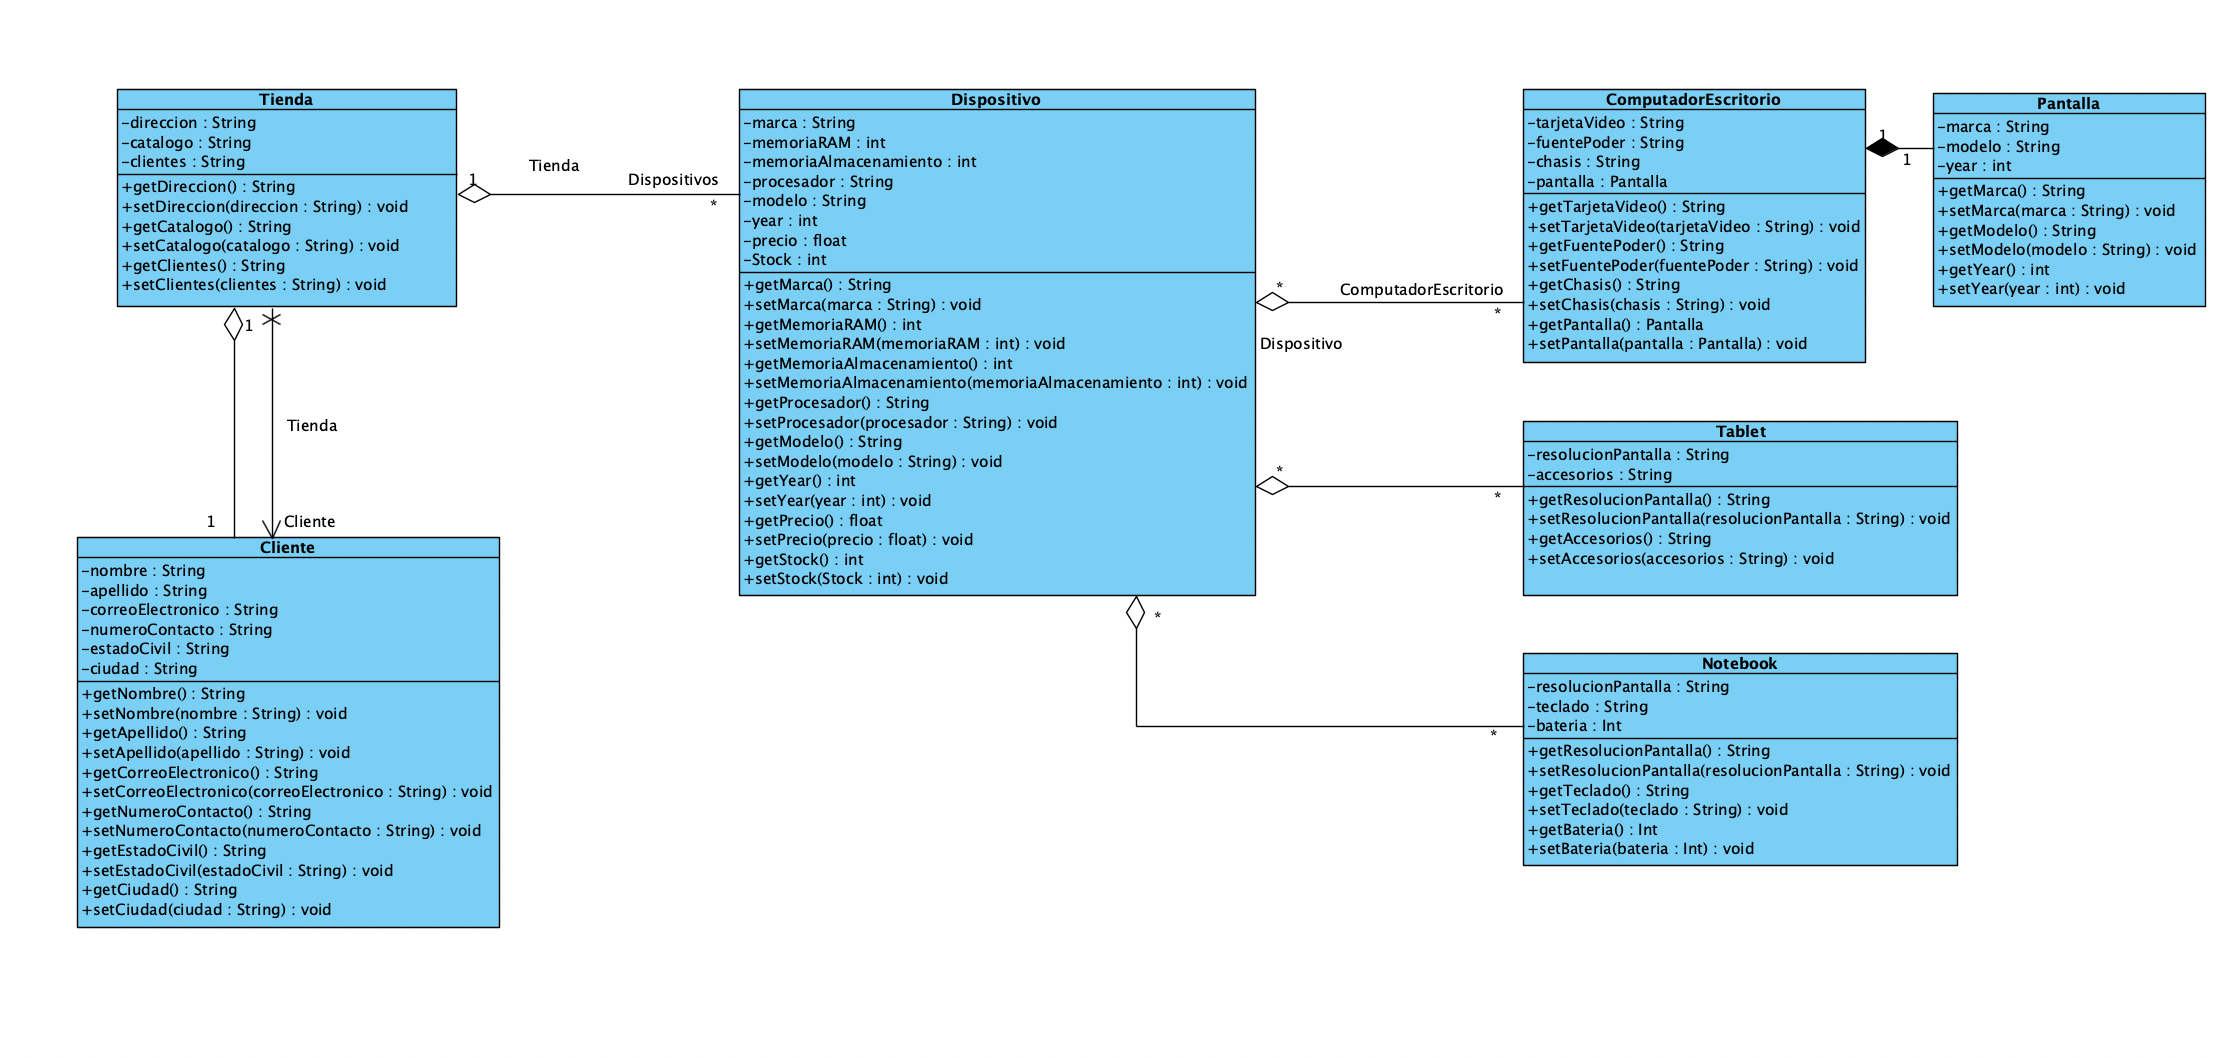 Tienda
-direccion : String
-catalogo : String
-clientes : String
+getDireccion() : String
+setDireccion(direccion : String) : void
+getCatalogo() : String
+setCatalogo(catalogo : String) : void
+getClientes() : String
+setClientes(clientes : String) : void
1
Tienda
Dispositivos
*
1
Tienda
1
Cliente
Cliente
-nombre : String
-apellido : String
-correoElectronico : String
-numeroContacto : String
-estadoCivil : String
-ciudad : String
+getNombre() : String
+setNombre(nombre : String) : void
+getApellido() : String
+setApellido(apellido : String) : void
+getCorreoElectronico() : String
+setCorreoElectronico(correoElectronico : String) : void
+getNumeroContacto() : String
+setNumeroContacto(numeroContacto : String) : void
+getEstadoCivil() : String
+setEstadoCivil(estadoCivil : String) : void
+getCiudad() : String
+setCiudad(ciudad : String) : void
Dispositivo
-marca : String
-memoriaRAM : int
-memoriaAlmacenamiento : int
-procesador : String
-modelo : String
-year : int
-precio : float
-Stock : int
+getMarca() : String
+setMarca(marca : String) : void
+getMemoriaRAM() : int
+setMemoriaRAM(memoriaRAM : int) : void
+getMemoriaAlmacenamiento() : int
+setMemoriaAlmacenamiento(memoriaAlmacenamiento : int) : void
+getProcesador() : String
+setProcesador(procesador : String) : void
+getModelo() : String
+setModelo(modelo : String) : void
+getYear() : int
+setYear(year : int) : void
+getPrecio() : float
+setPrecio(precio : float) : void
+getStock() : int
+setStock(Stock : int) : void
*
ComputadorEscritorio
*
Dispositivo
*
*
*
*
ComputadorEscritorio
-tarjetaVideo : String
-fuentePoder : String
-chasis : String
-pantalla : Pantalla
+getTarjetaVideo() : String
+setTarjetaVideo(tarjetaVideo : String) : void
+getFuentePoder() : String
+setFuentePoder(fuentePoder : String) : void
+getChasis() : String
+setChasis(chasis : String) : void
+getPantalla() : Pantalla
+setPantalla(pantalla : Pantalla) : void
1
1
Pantalla
-marca : String
-modelo : String
-year : int
+getMarca() : String
+setMarca(marca : String) : void
+getModelo() : String
+setModelo(modelo : String) : void
+getYear() : int
+setYear(year : int) : void
Tablet
-resolucionPantalla : String
-accesorios : String
+getResolucionPantalla() : String
+setResolucionPantalla(resolucionPantalla : String) : void
+getAccesorios() : String
+setAccesorios(accesorios : String) : void
Notebook
-resolucionPantalla : String
-teclado : String
-bateria : Int
+getResolucionPantalla() : String
+setResolucionPantalla(resolucionPantalla : String) : void
+getTeclado() : String
+setTeclado(teclado : String) : void
+getBateria() : Int
+setBateria(bateria : Int) : void